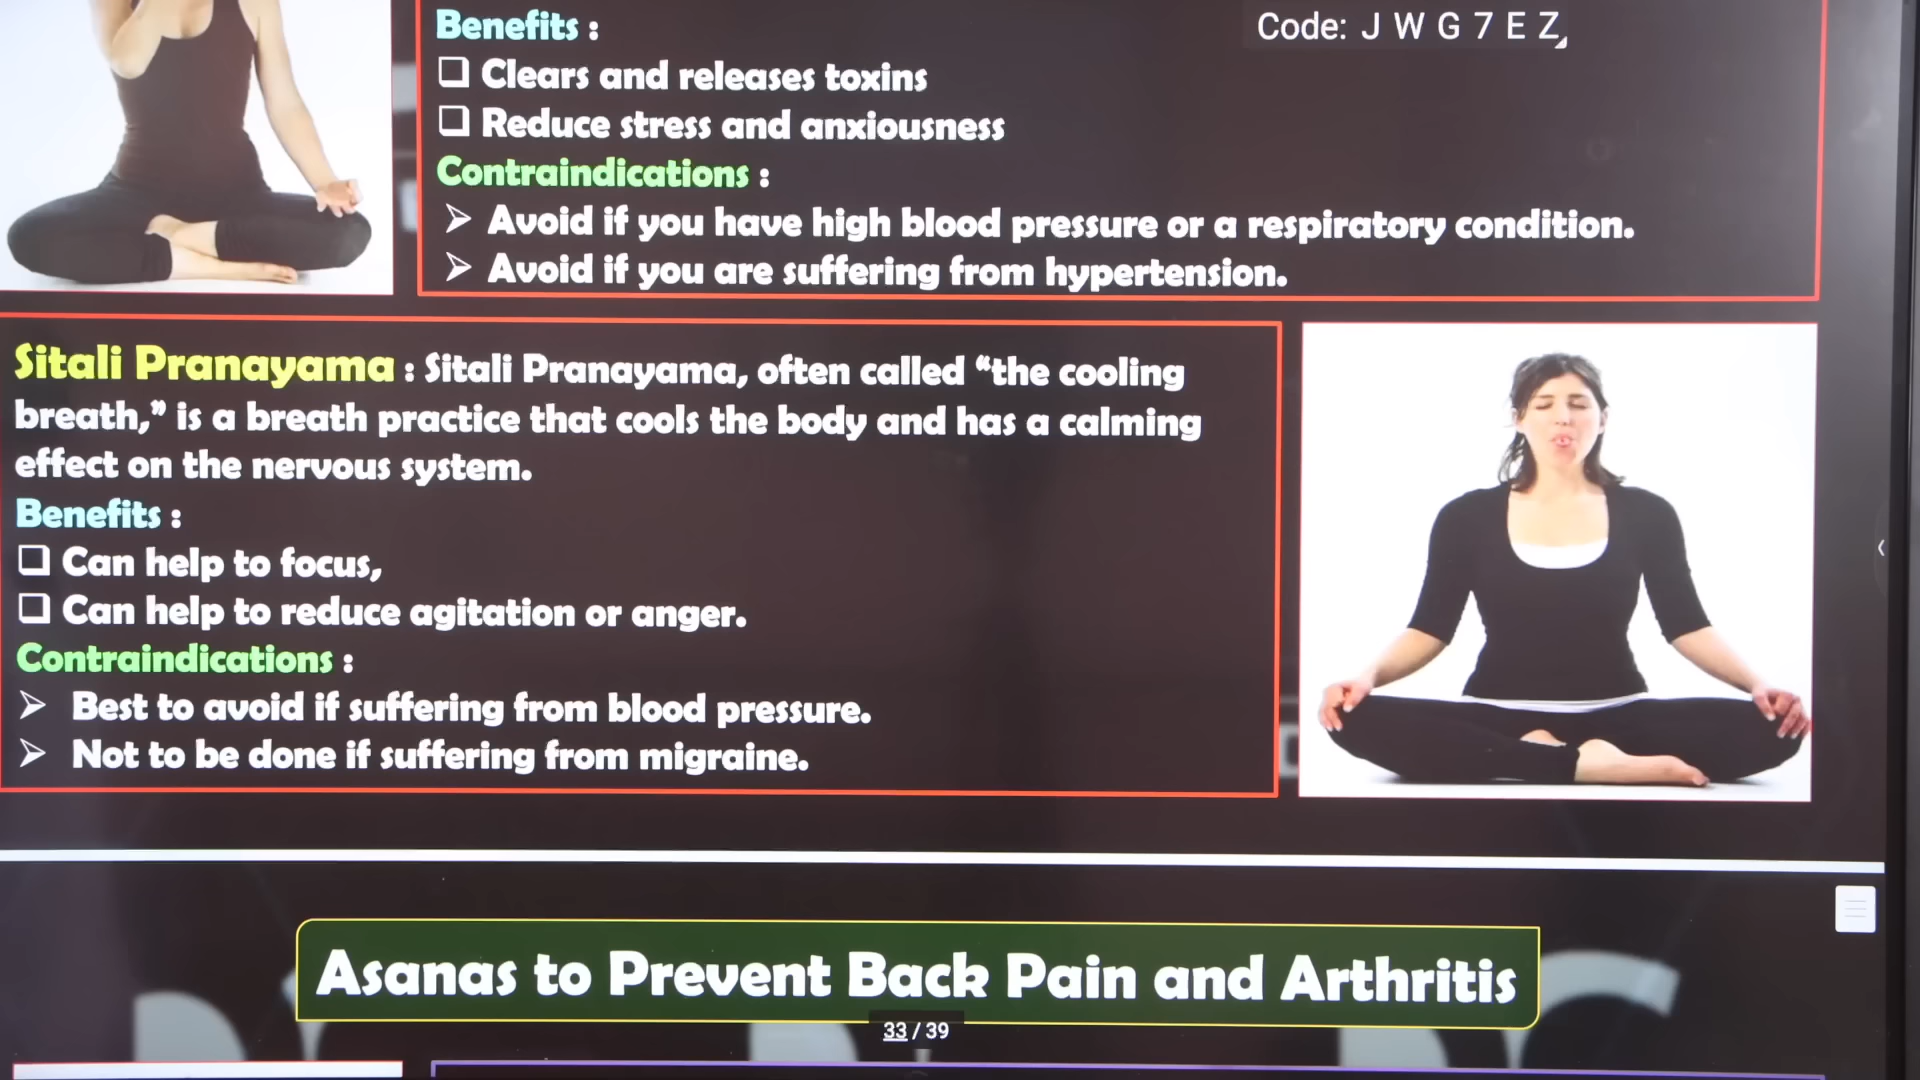 Code: J W G 7 E Z
Benefits :
❑ Clears and releases toxins
❑ Reduce stress and anxiousness
Contraindications :
➢ Avoid if you have high blood pressure or a respiratory condition.
➢ Avoid if you are suffering from hypertension.
Sitali Pranayama : Sitali Pranayama, often called “the cooling
breath,” is a breath practice that cools the body and has a calming
effect on the nervous system.
Benefits :
❑ Can help to focus,
❑ Can help to reduce agitation or anger.
Contraindications :
➢ Best to avoid if suffering from blood pressure.
➢ Not to be done if suffering from migraine.
Asanas to Prevent Back Pain and Arthritis
33 / 39